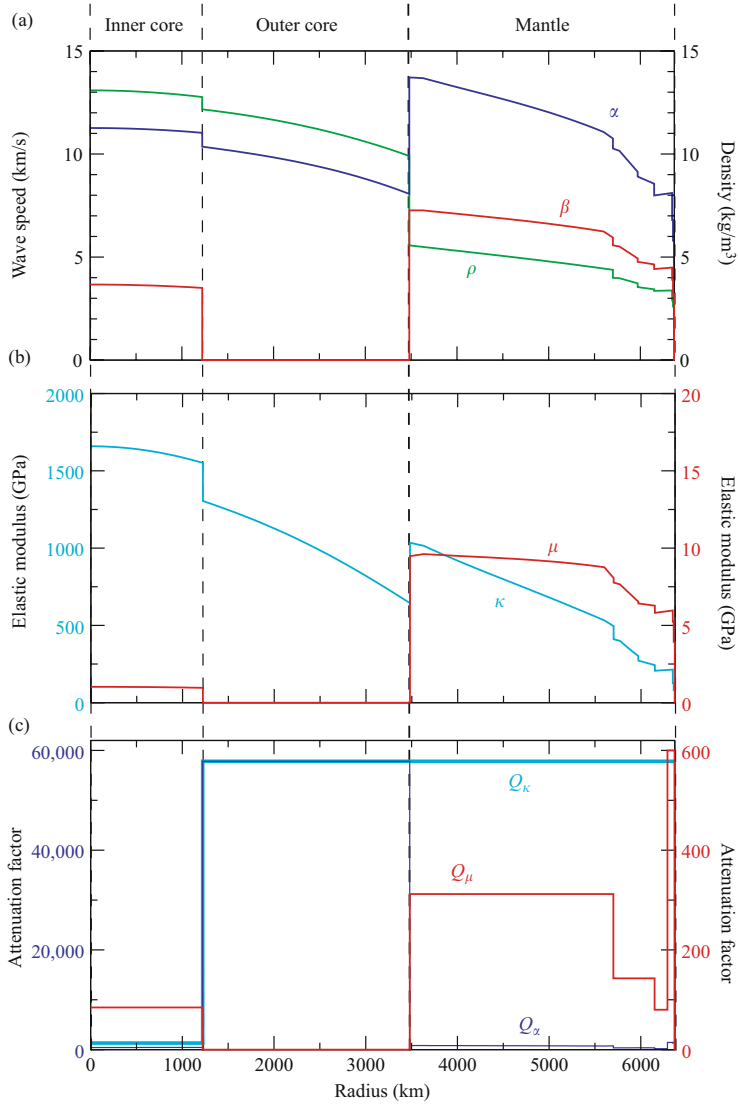 (a)
Inner core Outer core Mantle
15 15
10 10
5 5
0 0
Wave speed (km/s)
Density (kg/m³)
α
β
ρ
(b)
2000 20
1500 15
1000 10
500 5
0 0
Elastic modulus (GPa)
Elastic modulus (GPa)
μ
κ
(c)
60,000 600
40,000 400
20,000 200
0 0
Attenuation factor
Attenuation factor
Qκ
Qμ
Qα
0 1000 2000 3000 4000 5000 6000
Radius (km)